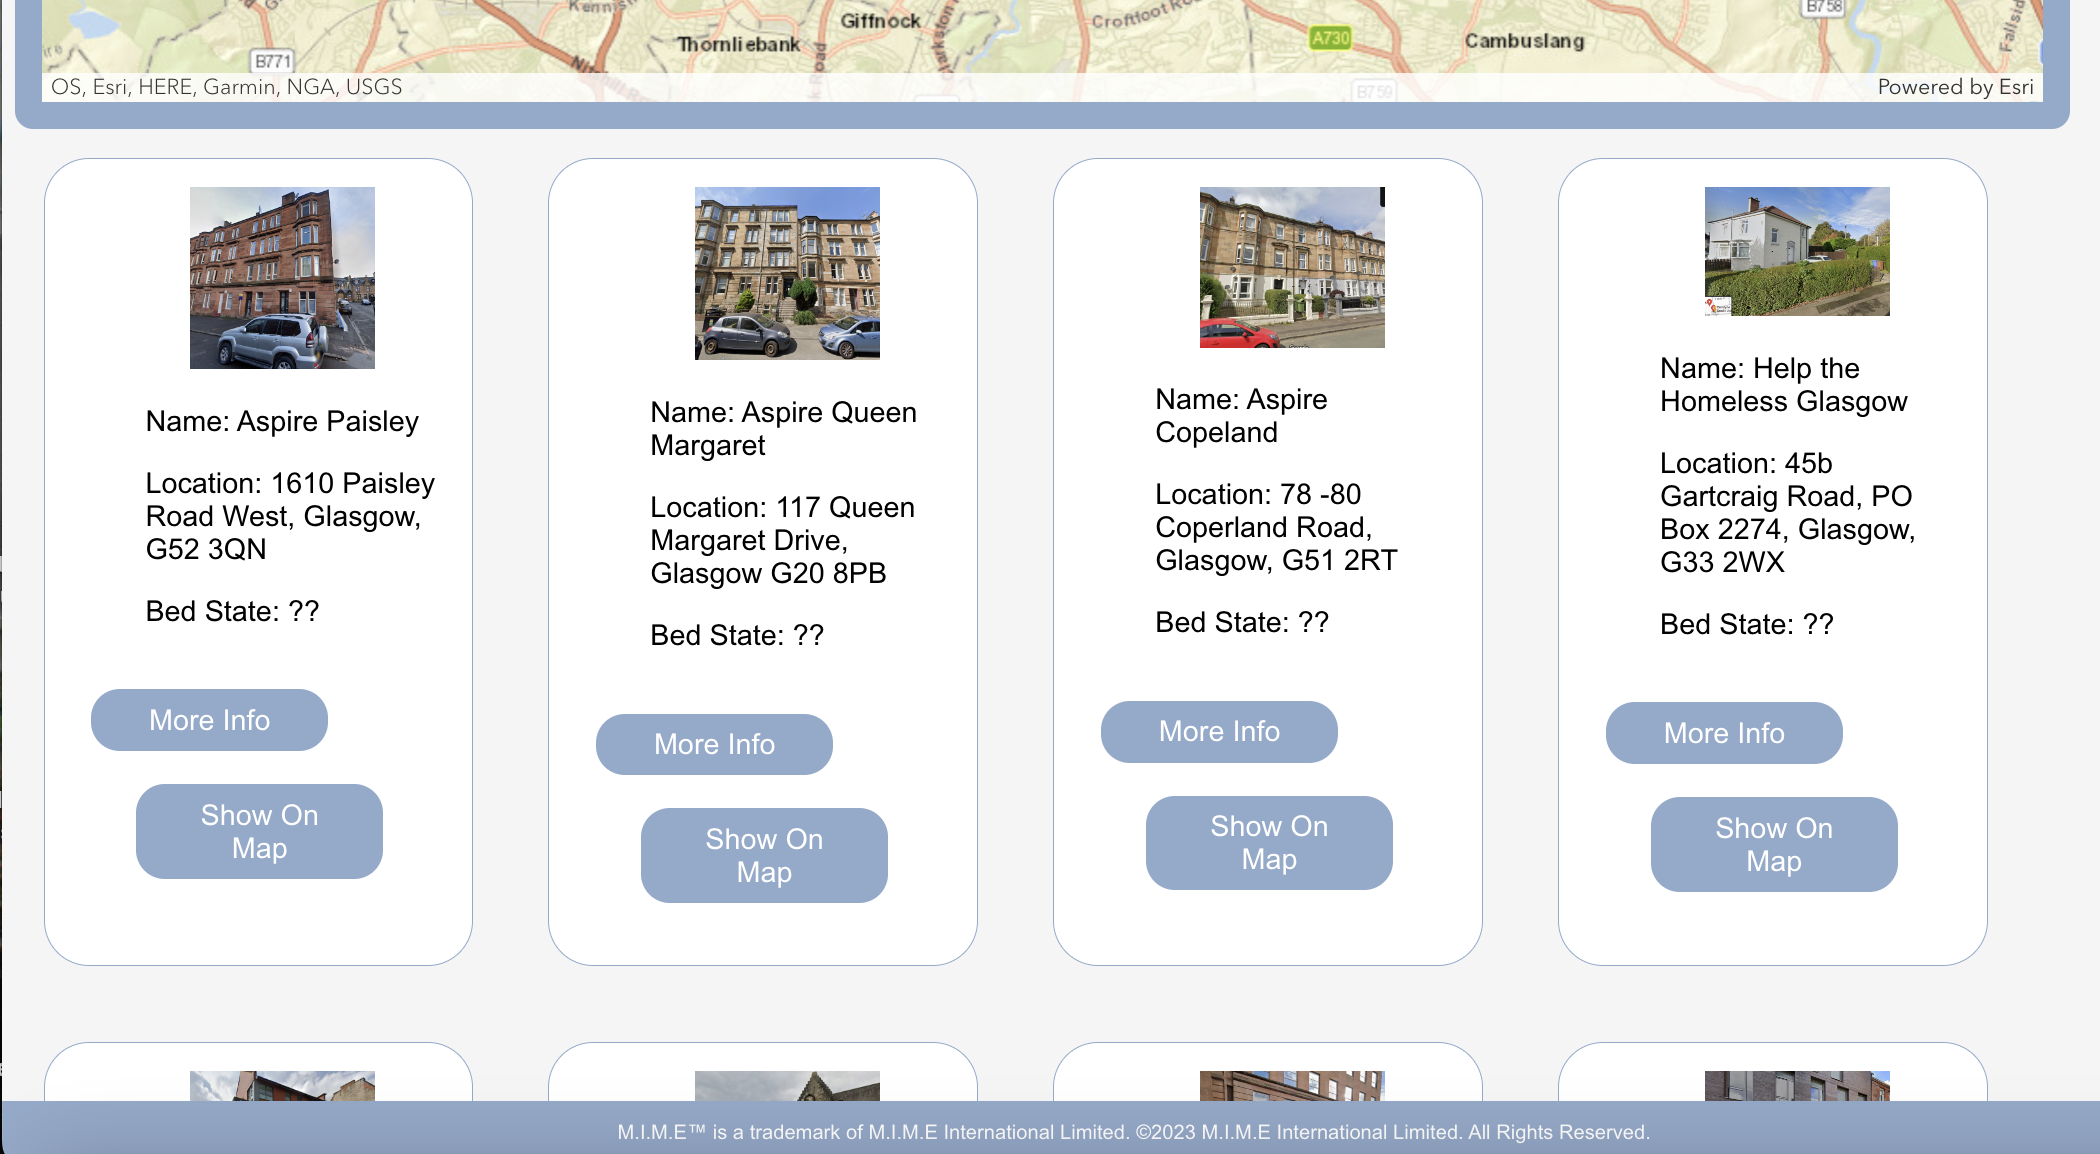 Giffnock
Thornliebank
A730
Cambuslang
B758
B771
B759
OS, Esri, HERE, Garmin, NGA, USGS
Powered by Esri
Name: Aspire Paisley
Location: 1610 Paisley
Road West, Glasgow,
G52 3QN
Bed State: ??
More Info
Show On
Map
Name: Aspire Queen
Margaret
Location: 117 Queen
Margaret Drive,
Glasgow G20 8PB
Bed State: ??
More Info
Show On
Map
Name: Aspire
Copeland
Location: 78 -80
Coperland Road,
Glasgow, G51 2RT
Bed State: ??
More Info
Show On
Map
Name: Help the
Homeless Glasgow
Location: 45b
Gartcraig Road, PO
Box 2274, Glasgow,
G33 2WX
Bed State: ??
More Info
Show On
Map
M.I.M.E™ is a trademark of M.I.M.E International Limited. ©2023 M.I.M.E International Limited. All Rights Reserved.